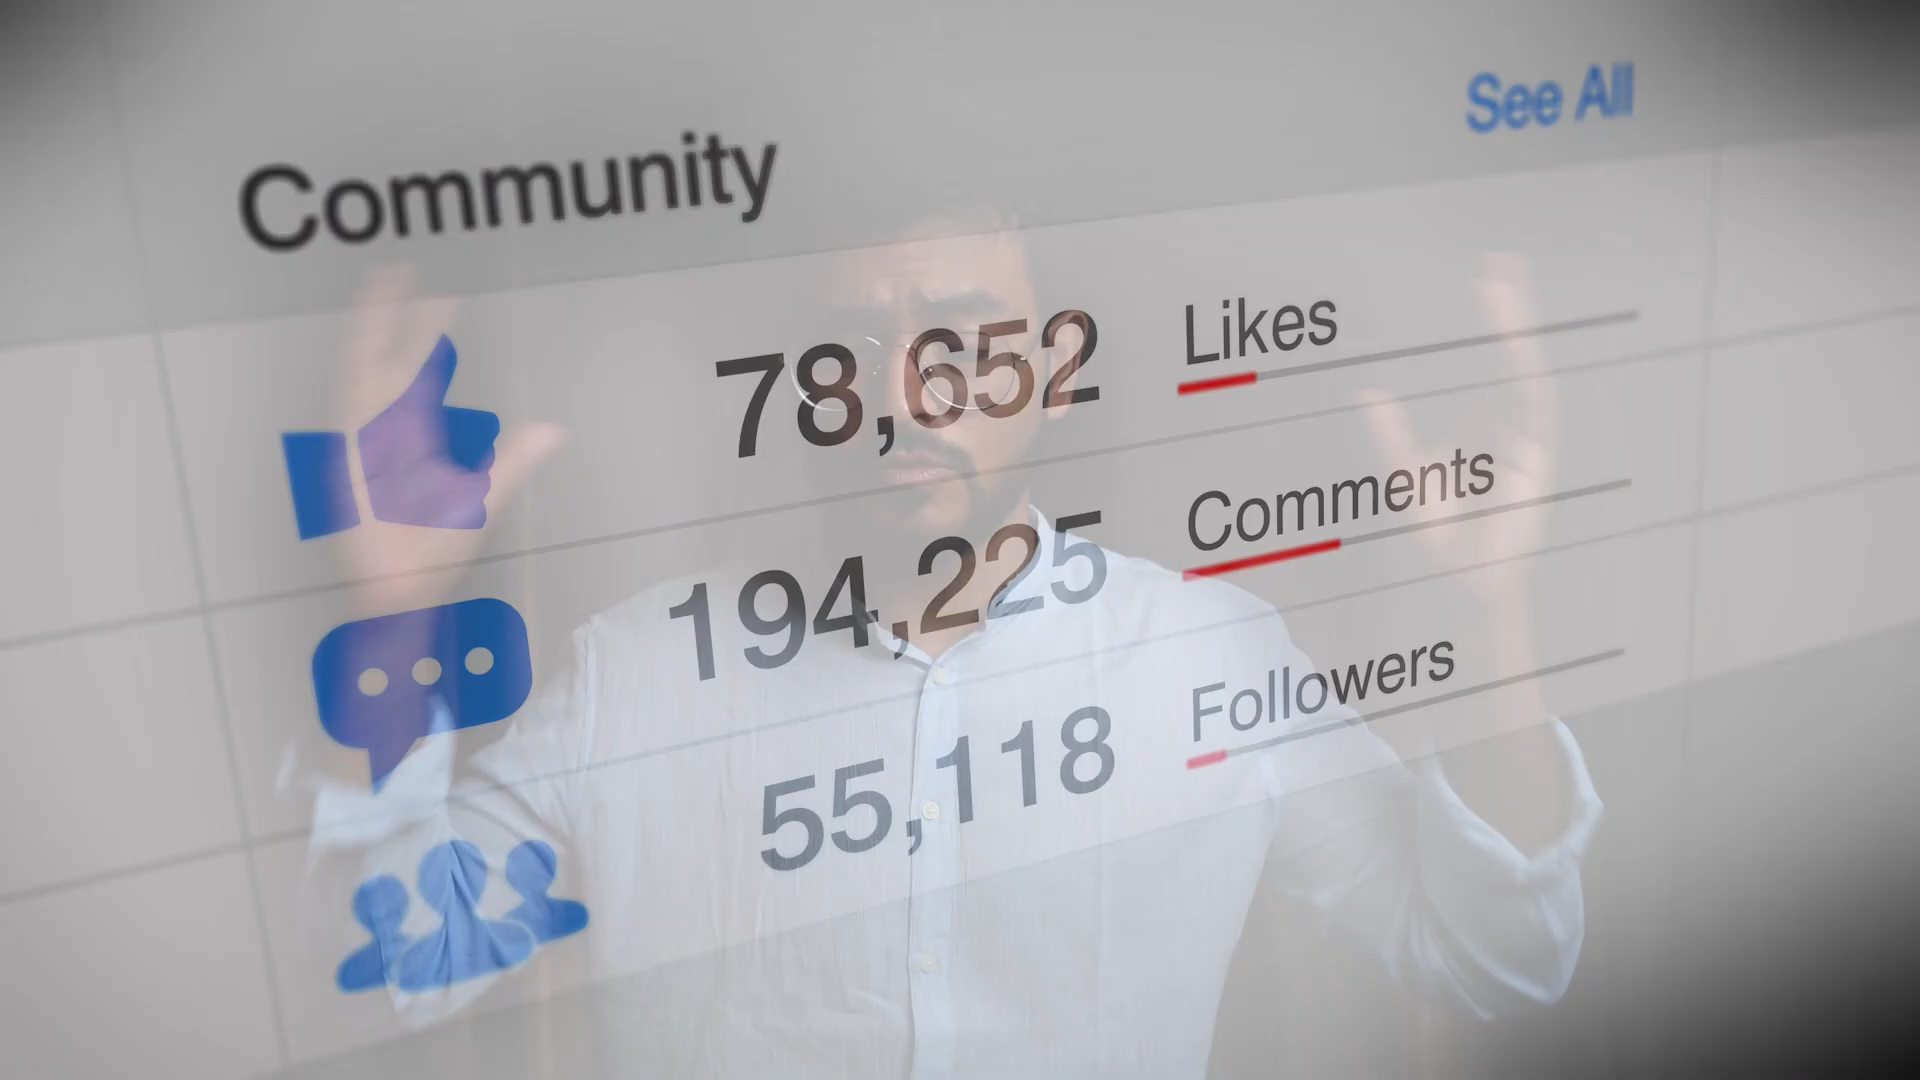 Community
See All
78,652 Likes
194,225 Comments
55,118 Followers